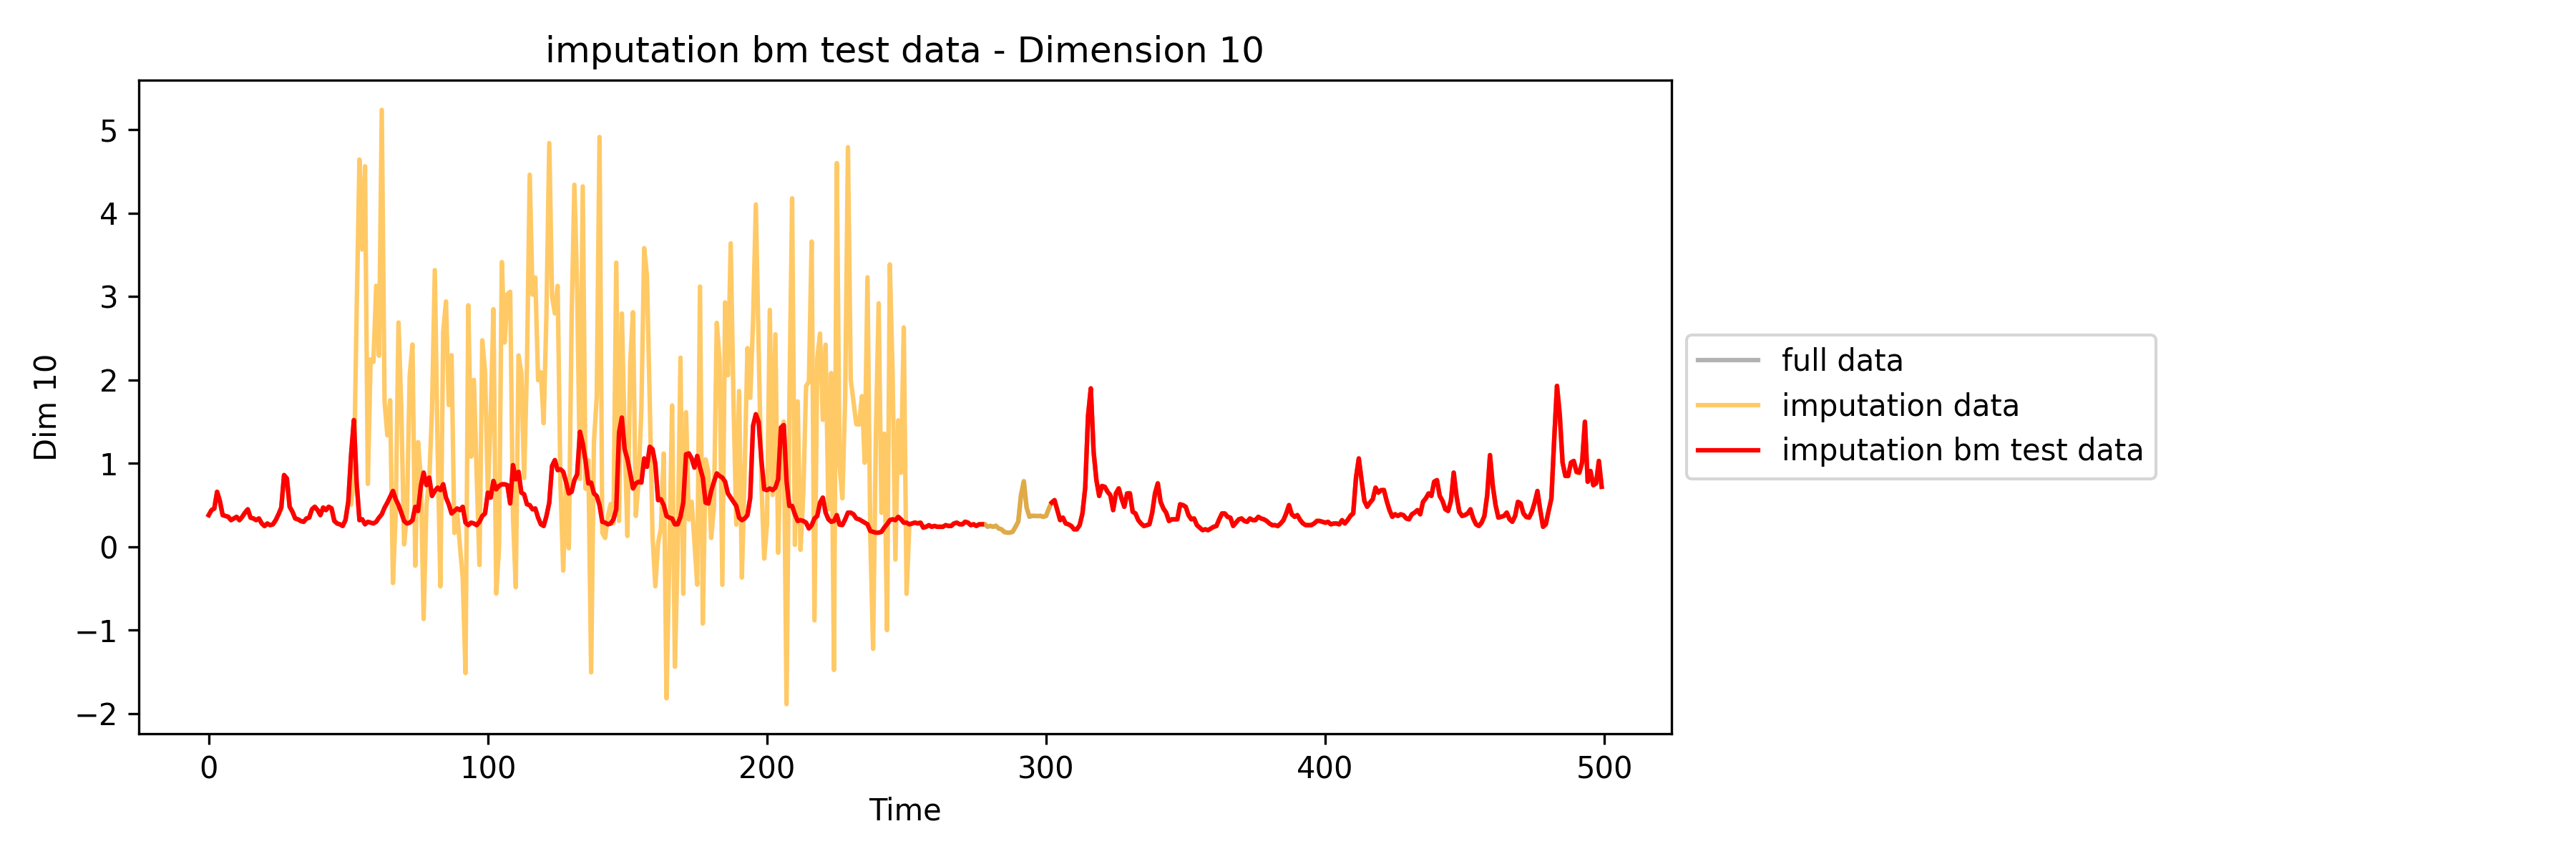 imputation bm test data - Dimension 10
5
4
3
2
1
0
−1
−2
Dim 10
0 100 200 300 400 500
Time
full data
imputation data
imputation bm test data